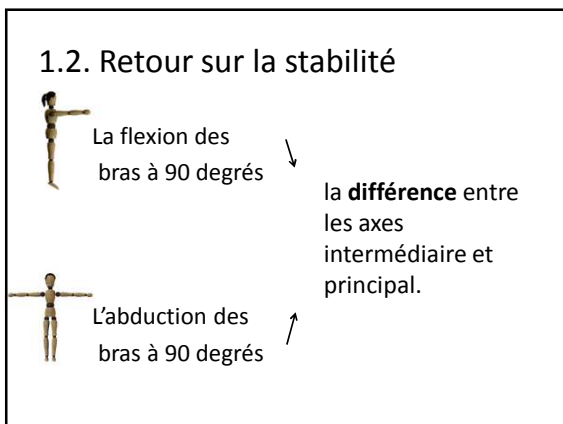 1.2. Retour sur la stabilité
La flexion des
bras à 90 degrés
la différence entre
les axes
intermédiaire et
principal.
L'abduction des
bras à 90 degrés